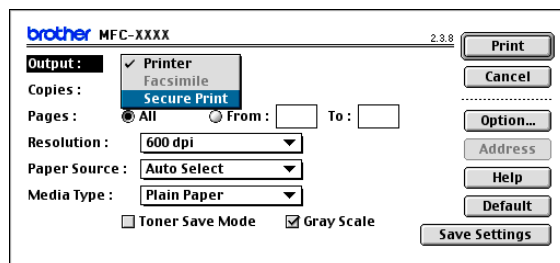 brother MFC-XXXX 2.3.8 Print
Output : ✓ Printer
Facsimile Cancel
Copies : Secure Print
Pages : All From : To : Option...
Resolution : 600 dpi Address
Paper Source : Auto Select
Help
Media Type : Plain Paper
Default
Toner Save Mode Gray Scale
Save Settings